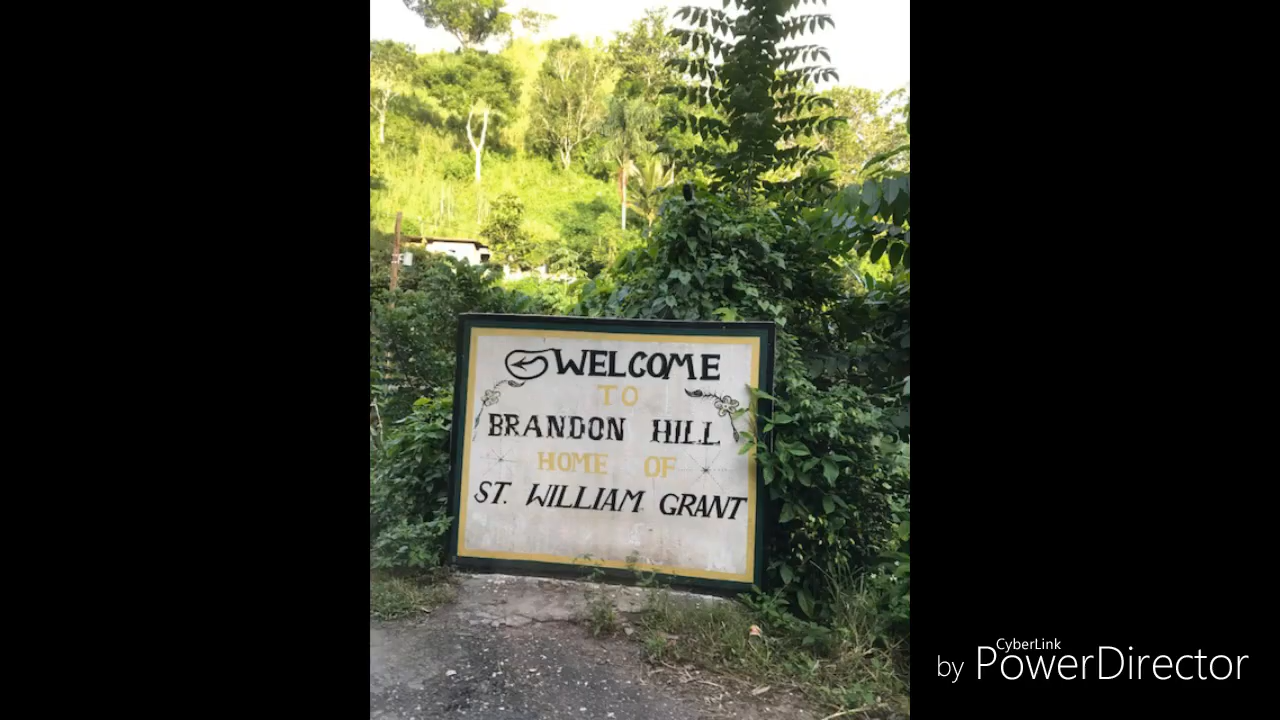 WELCOME
TO
BRANDON HILL
HOME OF
ST. WILLIAM GRANT
CyberLink
by PowerDirector